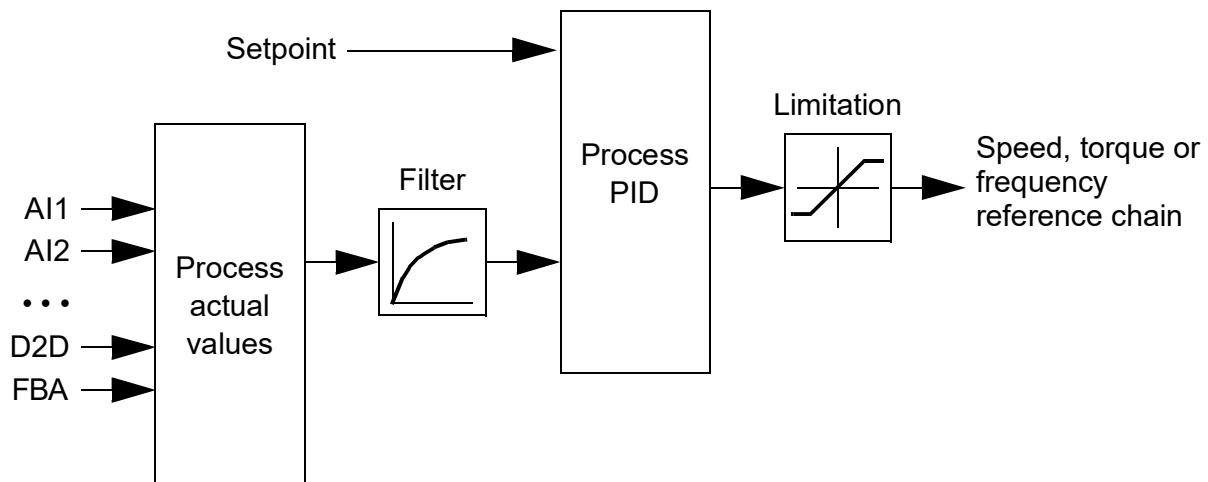 Setpoint
AI1
AI2
• • •
D2D
FBA
Process
actual
values
Filter
Process
PID
Limitation
Speed, torque or
frequency
reference chain